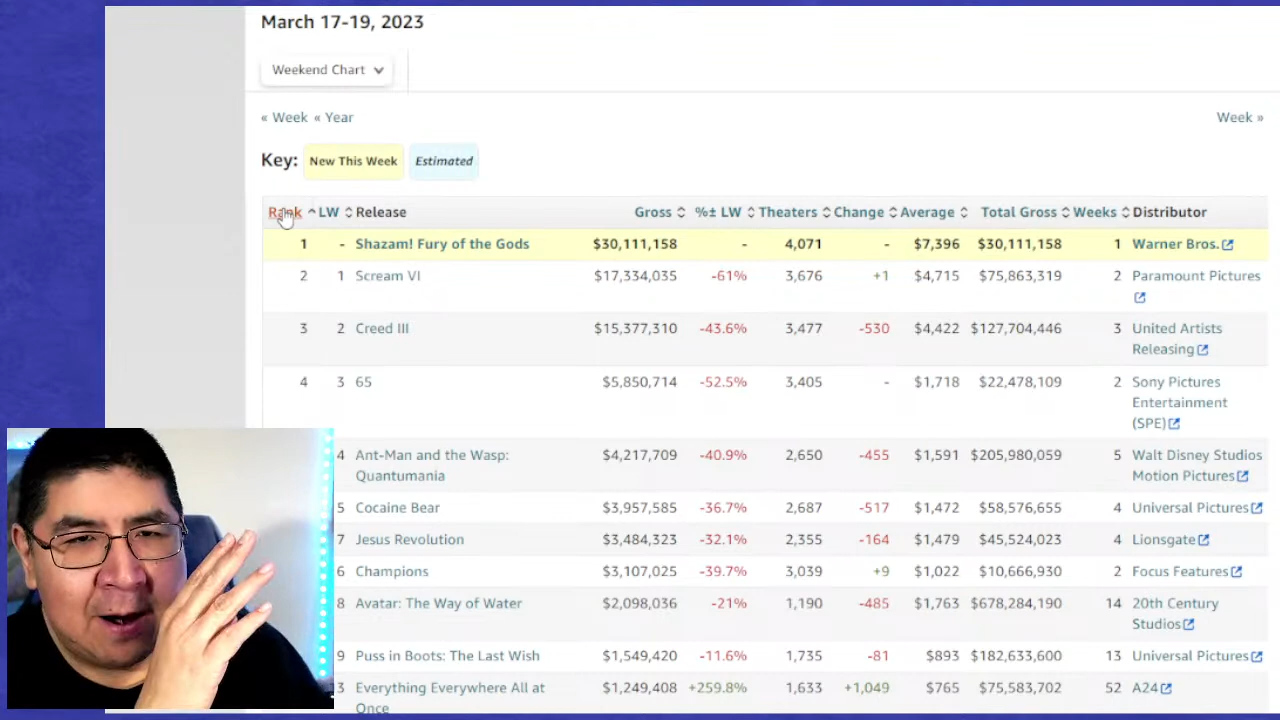 March 17-19, 2023
Weekend Chart
« Week « Year Week »
Key: New This Week Estimated
Rank LW Release Gross %± LW Theaters Change Average Total Gross Weeks Distributor
1 - Shazam! Fury of the Gods $30,111,158 - 4,071 - $7,396 $30,111,158 1 Warner Bros.
2 1 Scream VI $17,334,035 -61% 3,676 +1 $4,715 $75,863,319 2 Paramount Pictures
3 2 Creed III $15,377,310 -43.6% 3,477 -530 $4,422 $127,704,446 3 United Artists
Releasing
4 3 65 $5,850,714 -52.5% 3,405 - $1,718 $22,478,109 2 Sony Pictures
Entertainment
(SPE)
4 Ant-Man and the Wasp: $4,217,709 -40.9% 2,650 -455 $1,591 $205,980,059 5 Walt Disney Studios
Quantumania Motion Pictures
5 Cocaine Bear $3,957,585 -36.7% 2,687 -517 $1,472 $58,576,655 4 Universal Pictures
7 Jesus Revolution $3,484,323 -32.1% 2,355 -164 $1,479 $45,524,023 4 Lionsgate
6 Champions $3,107,025 -39.7% 3,039 +9 $1,022 $10,666,930 2 Focus Features
8 Avatar: The Way of Water $2,098,036 -21% 1,190 -485 $1,763 $678,284,190 14 20th Century
Studios
9 Puss in Boots: The Last Wish $1,549,420 -11.6% 1,735 -81 $893 $182,633,600 13 Universal Pictures
13 Everything Everywhere All at $1,249,408 +259.8% 1,633 +1,049 $765 $75,583,702 52 A24
Once